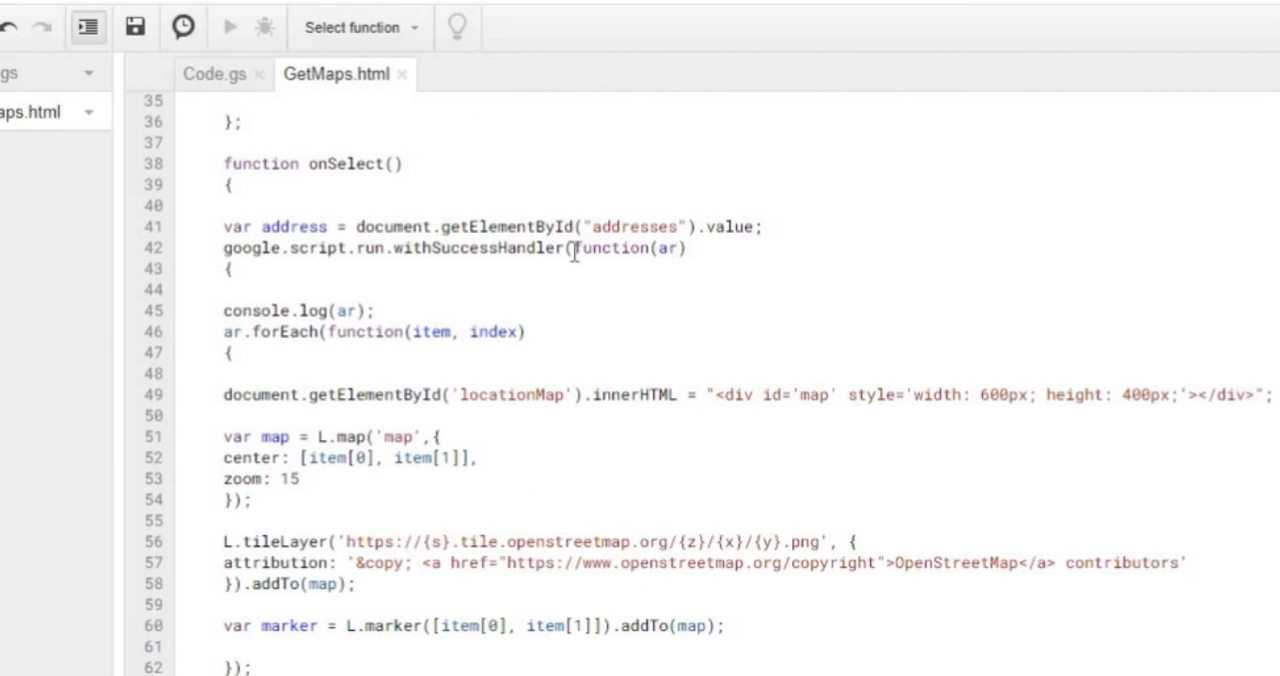 Select function
gs
Code.gs
GetMaps.html
aps.html
35
36 };
37
38 function onSelect()
39 {
40
41 var address = document.getElementById("addresses").value;
42 google.script.run.withSuccessHandler(function(ar)
43 {
44
45 console.log(ar);
46 ar.forEach(function(item, index)
47 {
48
49 document.getElementById('locationMap').innerHTML = "<div id='map' style='width: 600px; height: 400px;'></div>";
50
51 var map = L.map('map',{
52 center: [item[0], item[1]],
53 zoom: 15
54 });
55
56 L.tileLayer('https://{s}.tile.openstreetmap.org/{z}/{x}/{y}.png', {
57 attribution: '&copy; <a href="https://www.openstreetmap.org/copyright">OpenStreetMap</a> contributors'
58 }).addTo(map);
59
60 var marker = L.marker([item[0], item[1]]).addTo(map);
61
62 });